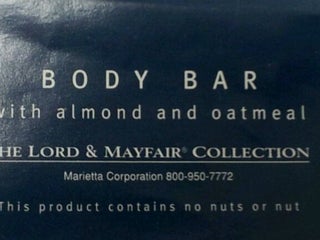 BODY BAR
with almond and oatmeal
THE LORD & MAYFAIR® COLLECTION
Marietta Corporation 800-950-7772
This product contains no nuts or nut